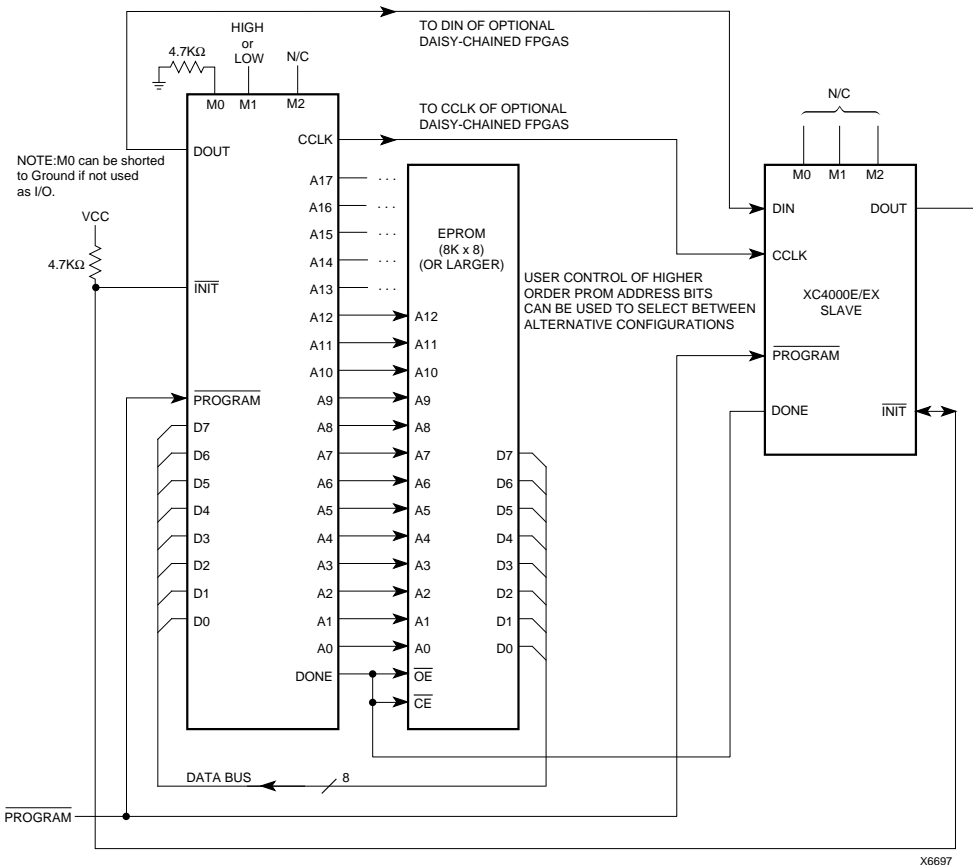 TO DIN OF OPTIONAL
DAISY-CHAINED FPGAS
HIGH
or
LOW
4.7KΩ
N/C
M0 M1 M2
TO CCLK OF OPTIONAL
DAISY-CHAINED FPGAS
N/C
M0 M1 M2
NOTE:M0 can be shorted
to Ground if not used
as I/O.
VCC
4.7KΩ
DOUT
INIT
PROGRAM
D7
D6
D5
D4
D3
D2
D1
D0
CCLK
A17 ...
A16 ...
A15 ...
A14 ...
A13 ...
A12
A11
A10
A9
A8
A7
A6
A5
A4
A3
A2
A1
A0
DONE
EPROM
(8K x 8)
(OR LARGER)
A12
A11
A10
A9
A8
A7
A6
A5
A4
A3
A2
A1
A0
OE
CE
D7
D6
D5
D4
D3
D2
D1
D0
USER CONTROL OF HIGHER
ORDER PROM ADDRESS BITS
CAN BE USED TO SELECT BETWEEN
ALTERNATIVE CONFIGURATIONS
DIN DOUT
CCLK
XC4000E/EX
SLAVE
PROGRAM
DONE INIT
DATA BUS 8
PROGRAM
X6697